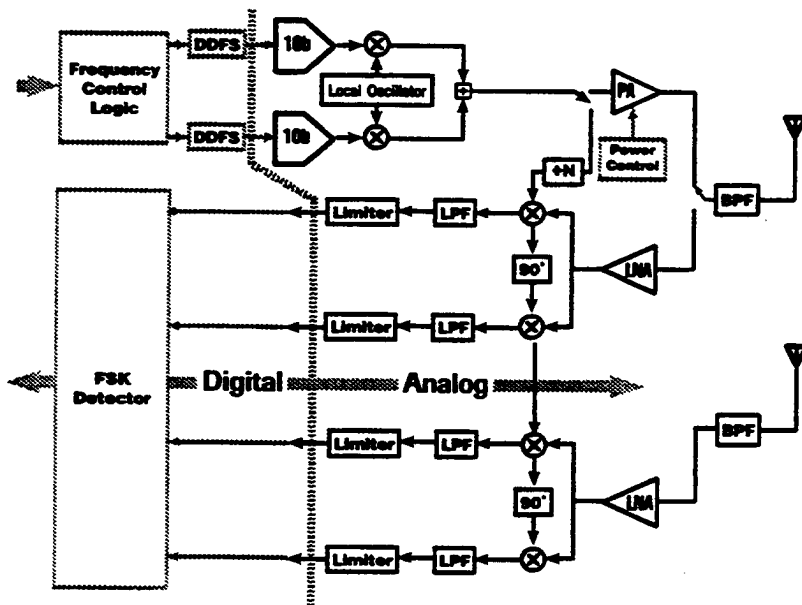 DDFS
10b
Frequency
Control
Logic
Local Oscillator
PA
DDFS
10b
Power
Control
÷N
Limiter
LPF
BPF
90°
LNA
Limiter
LPF
FSK
Detector
Digital
Analog
Limiter
LPF
BPF
90°
LNA
Limiter
LPF